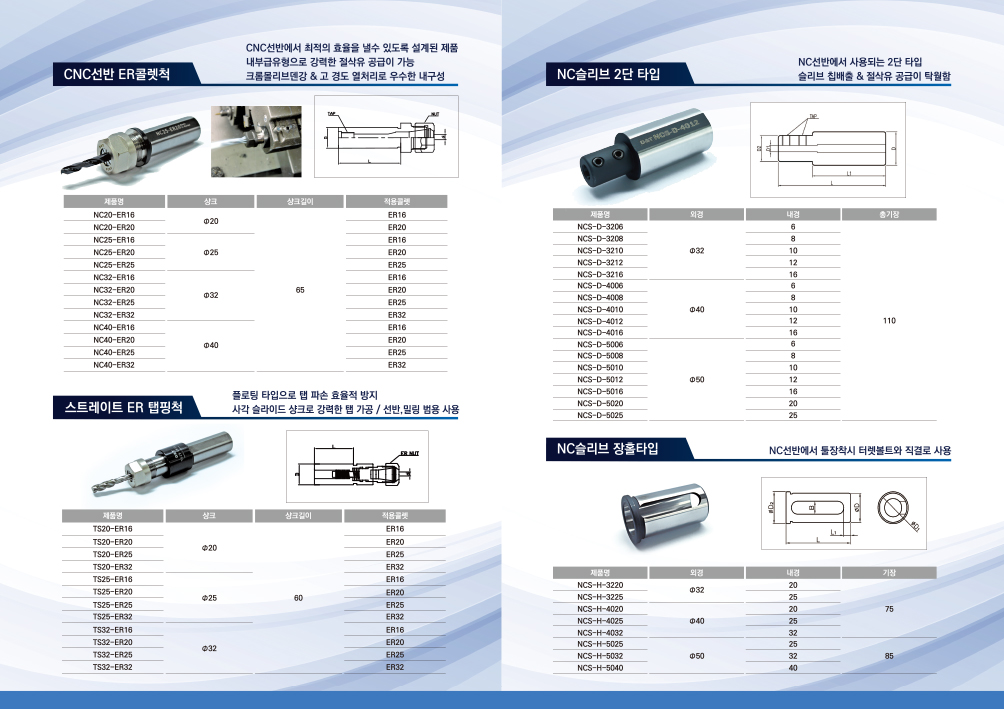 CNC선반 ER콜렛척
CNC선반에서 최적의 효율을 낼수 있도록 설계된 제품
내부급유형으로 강력한 절삭유 공급이 가능
크롬몰리브덴강 & 고 경도 열처리로 우수한 내구성
TAP
NUT
L
제품명 샹크 샹크길이 적용콜렛
NC20-ER16 Φ20 65 ER16
NC20-ER20 ER20
NC25-ER16 Φ25 ER16
NC25-ER20 ER20
NC25-ER25 ER25
NC32-ER16 Φ32 ER16
NC32-ER20 ER20
NC32-ER25 ER25
NC32-ER32 ER32
NC40-ER16 Φ40 ER16
NC40-ER20 ER20
NC40-ER25 ER25
NC40-ER32 ER32
스트레이트 ER 탭핑척
플로팅 타입으로 탭 파손 효율적 방지
사각 슬라이드 샹크로 강력한 탭 가공 / 선반,밀링 범용 사용
L
ER NUT
제품명 샹크 샹크길이 적용콜렛
TS20-ER16 Φ20 60 ER16
TS20-ER20 ER20
TS20-ER25 ER25
TS20-ER32 ER32
TS25-ER16 Φ25 ER16
TS25-ER20 ER20
TS25-ER25 ER25
TS25-ER32 ER32
TS32-ER16 Φ32 ER16
TS32-ER20 ER20
TS32-ER25 ER25
TS32-ER32 ER32
NC슬리브 2단 타입
NC선반에서 사용되는 2단 타입
슬리브 칩배출 & 절삭유 공급이 탁월함
NCS-D-4012
TAP
D2
D1
D
L1
L
제품명 외경 내경 총기장
NCS-D-3206 Φ32 6 110
NCS-D-3208 8
NCS-D-3210 10
NCS-D-3212 12
NCS-D-3216 16
NCS-D-4006 Φ40 6
NCS-D-4008 8
NCS-D-4010 10
NCS-D-4012 12
NCS-D-4016 16
NCS-D-5006 Φ50 6
NCS-D-5008 8
NCS-D-5010 10
NCS-D-5012 12
NCS-D-5016 16
NCS-D-5020 20
NCS-D-5025 25
NC슬리브 장홀타입
NC선반에서 툴장착시 터렛볼트와 직결로 사용
øD₂
B
øD
L₁
L
øD₁
제품명 외경 내경 기장
NCS-H-3220 Φ32 20 75
NCS-H-3225 25
NCS-H-4020 Φ40 20
NCS-H-4025 25
NCS-H-4032 32
NCS-H-5025 Φ50 25 85
NCS-H-5032 32
NCS-H-5040 40